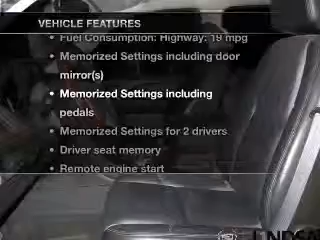 VEHICLE FEATURES
• Fuel Consumption: Highway: 19 mpg
• Memorized Settings including door
mirror(s)
• Memorized Settings including
pedals
• Memorized Settings for 2 drivers
• Driver seat memory
• Remote engine start